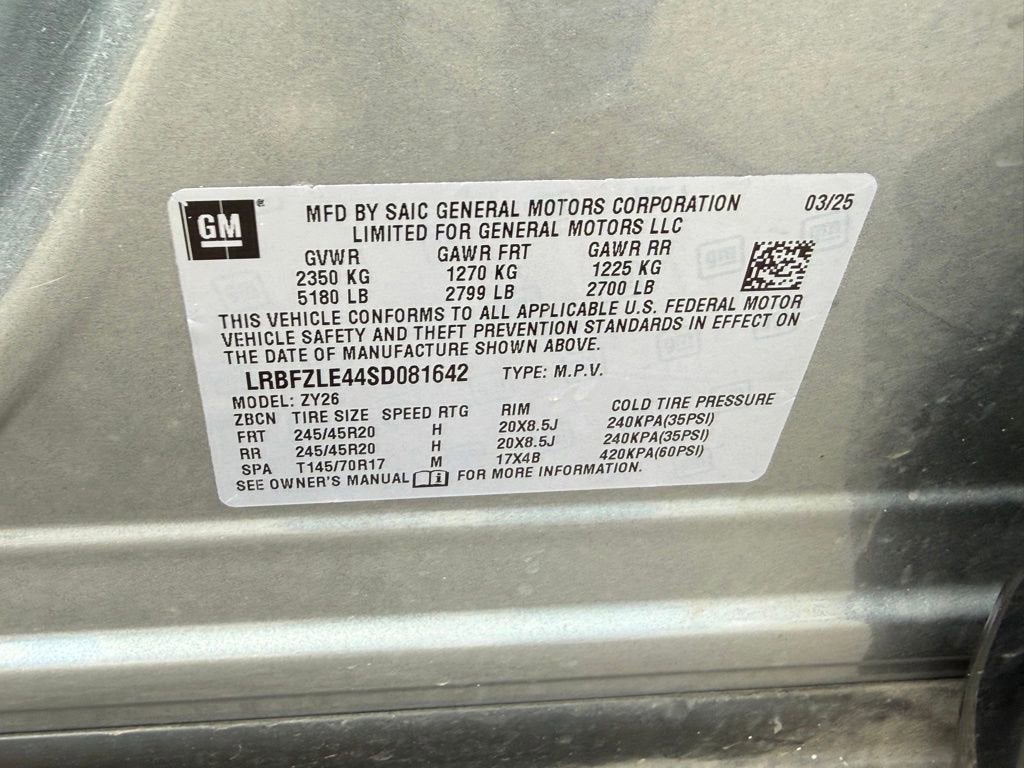 GM ® MFD BY SAIC GENERAL MOTORS CORPORATION 03/25
LIMITED FOR GENERAL MOTORS LLC
GVWR GAWR FRT GAWR RR
2350 KG 1270 KG 1225 KG
5180 LB 2799 LB 2700 LB
THIS VEHICLE CONFORMS TO ALL APPLICABLE U.S. FEDERAL MOTOR
VEHICLE SAFETY AND THEFT PREVENTION STANDARDS IN EFFECT ON
THE DATE OF MANUFACTURE SHOWN ABOVE.
LRBFZLE44SD081642 TYPE: M.P.V.
MODEL: ZY26
ZBCN TIRE SIZE SPEED RTG RIM COLD TIRE PRESSURE
FRT 245/45R20 H 20X8.5J 240KPA(35PSI)
RR 245/45R20 H 20X8.5J 240KPA(35PSI)
SPA T145/70R17 M 17X4B 420KPA(60PSI)
SEE OWNER'S MANUAL i FOR MORE INFORMATION.